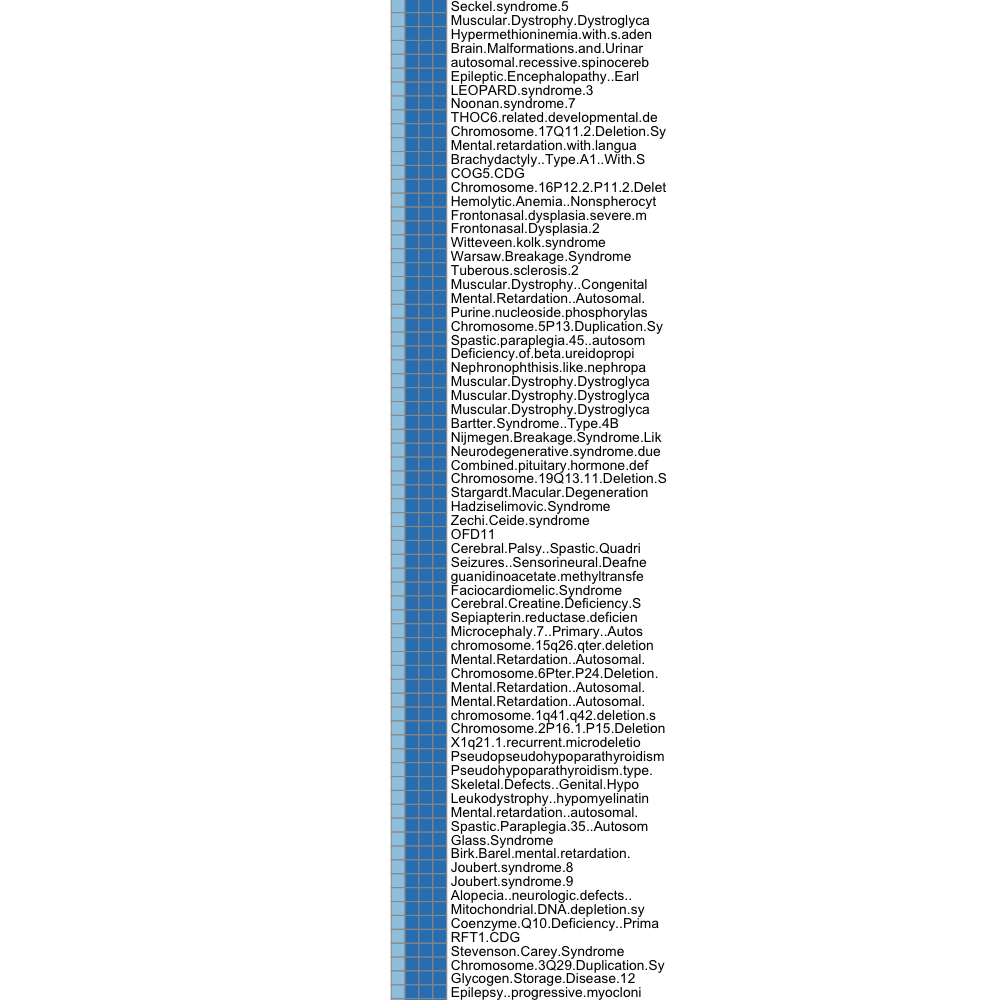 Seckel.syndrome.5
Muscular.Dystrophy.Dystroglyca
Hypermethioninemia.with.s.aden
Brain.Malformations.and.Urinar
autosomal.recessive.spinocereb
Epileptic.Encephalopathy..Earl
LEOPARD.syndrome.3
Noonan.syndrome.7
THOC6.related.developmental.de
Chromosome.17Q11.2.Deletion.Sy
Mental.retardation.with.langua
Brachydactyly..Type.A1..With.S
COG5.CDG
Chromosome.16P12.2.P11.2.Delet
Hemolytic.Anemia..Nonspherocyt
Frontonasal.dysplasia.severe.m
Frontonasal.Dysplasia.2
Witteveen.kolk.syndrome
Warsaw.Breakage.Syndrome
Tuberous.sclerosis.2
Muscular.Dystrophy..Congenital
Mental.Retardation..Autosomal.
Purine.nucleoside.phosphorylas
Chromosome.5P13.Duplication.Sy
Spastic.paraplegia.45..autosom
Deficiency.of.beta.ureidopropi
Nephronophthisis.like.nephropa
Muscular.Dystrophy.Dystroglyca
Muscular.Dystrophy.Dystroglyca
Muscular.Dystrophy.Dystroglyca
Bartter.Syndrome..Type.4B
Nijmegen.Breakage.Syndrome.Lik
Neurodegenerative.syndrome.due
Combined.pituitary.hormone.def
Chromosome.19Q13.11.Deletion.S
Stargardt.Macular.Degeneration
Hadziselimovic.Syndrome
Zechi.Ceide.syndrome
OFD11
Cerebral.Palsy..Spastic.Quadri
Seizures..Sensorineural.Deafne
guanidinoacetate.methyltransfe
Faciocardiomelic.Syndrome
Cerebral.Creatine.Deficiency.S
Sepiapterin.reductase.deficien
Microcephaly.7..Primary..Autos
chromosome.15q26.qter.deletion
Mental.Retardation..Autosomal.
Chromosome.6Pter.P24.Deletion.
Mental.Retardation..Autosomal.
Mental.Retardation..Autosomal.
chromosome.1q41.q42.deletion.s
Chromosome.2P16.1.P15.Deletion
X1q21.1.recurrent.microdeletio
Pseudopseudohypoparathyroidism
Pseudohypoparathyroidism.type.
Skeletal.Defects..Genital.Hypo
Leukodystrophy..hypomyelinatin
Mental.retardation..autosomal.
Spastic.Paraplegia.35..Autosom
Glass.Syndrome
Birk.Barel.mental.retardation.
Joubert.syndrome.8
Joubert.syndrome.9
Alopecia..neurologic.defects..
Mitochondrial.DNA.depletion.sy
Coenzyme.Q10.Deficiency..Prima
RFT1.CDG
Stevenson.Carey.Syndrome
Chromosome.3Q29.Duplication.Sy
Glycogen.Storage.Disease.12
Epilepsy..progressive.myocloni